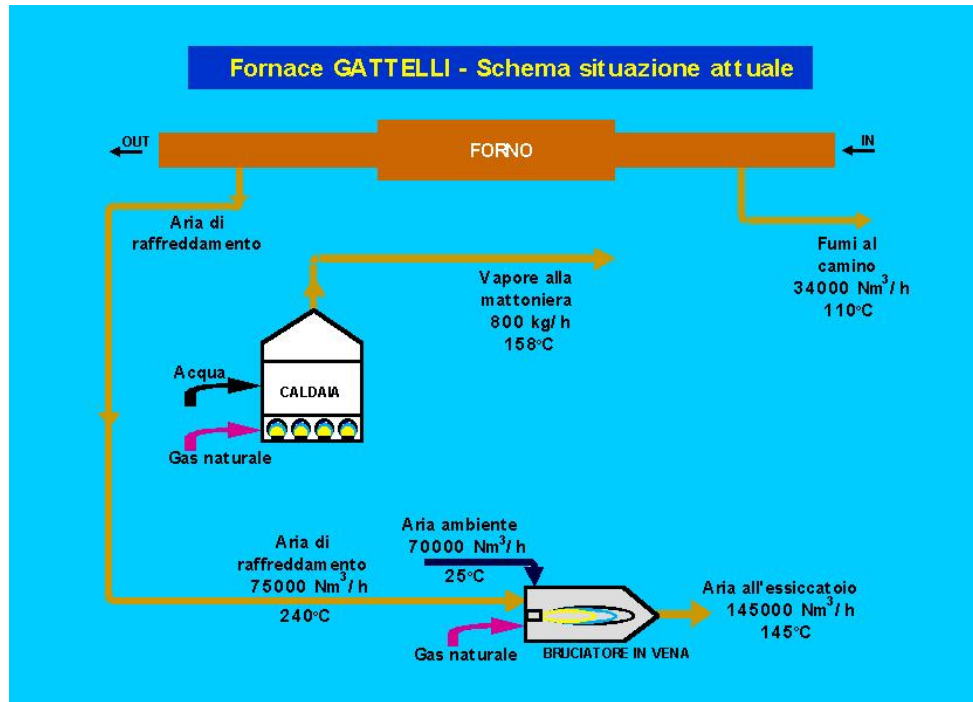 Fornace GATTELLI - Schema situazione attuale
OUT
FORNO
IN
Aria di
raffreddamento
Fumi al
camino
34000 Nm³/h
110°C
Vapore alla
mattoniera
800 kg/h
158°C
Acqua
CALDAIA
Gas naturale
Aria ambiente
70000 Nm³/h
25°C
Aria di
raffreddamento
75000 Nm³/h
240°C
Aria all'essiccatoio
145000 Nm³/h
145°C
Gas naturale
BRUCIATORE IN VENA